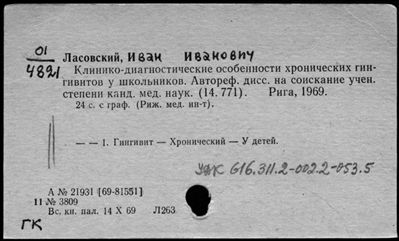 01
4821
Ласовский, Иван Иванович
Клинико-диагностические особенности хронических гин-
гивитов у школьников. Автореф. дисс. на соискание учен.
степени канд. мед. наук. (14.771). Рига, 1969.
24 с. с граф. (Риж. мед. ин-т).
— — 1. Гингивит — Хронический — У детей.
УДК 616.311.2-002.2-053.5
А № 21931 [69-81551]
11 № 3809
Вс. кн. пал. 14 X 69 Л263
ГК